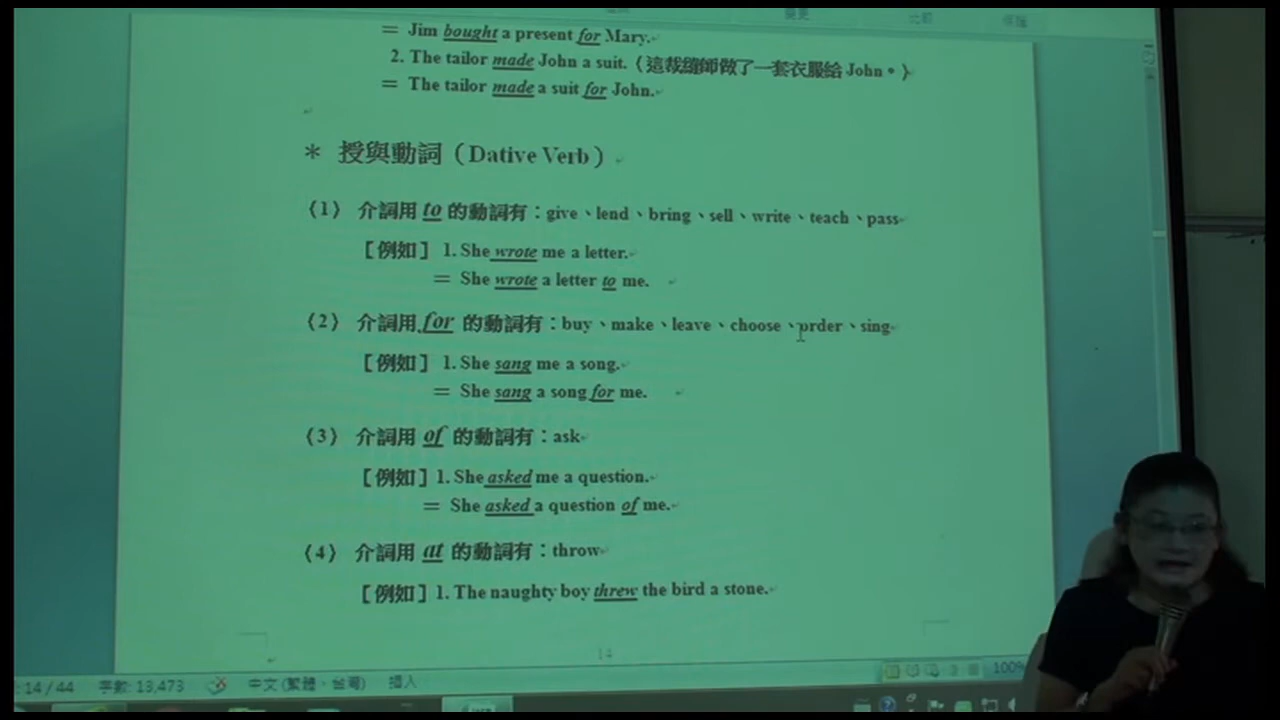 = Jim bought a present for Mary.
2. The tailor made John a suit.（這裁縫師做了一套衣服給 John。）
= The tailor made a suit for John.
* 授與動詞（Dative Verb）
（1） 介詞用 to 的動詞有：give、lend、bring、sell、write、teach、pass
［例如］ 1. She wrote me a letter.
= She wrote a letter to me.
（2） 介詞用 for 的動詞有：buy、make、leave、choose、order、sing
［例如］ 1. She sang me a song.
= She sang a song for me.
（3） 介詞用 of 的動詞有：ask
［例如］1. She asked me a question.
= She asked a question of me.
（4） 介詞用 at 的動詞有：throw
［例如］1. The naughty boy threw the bird a stone.
14
: 14 / 44 字數: 13,473 中文 (繁體，台灣) 插入 100%